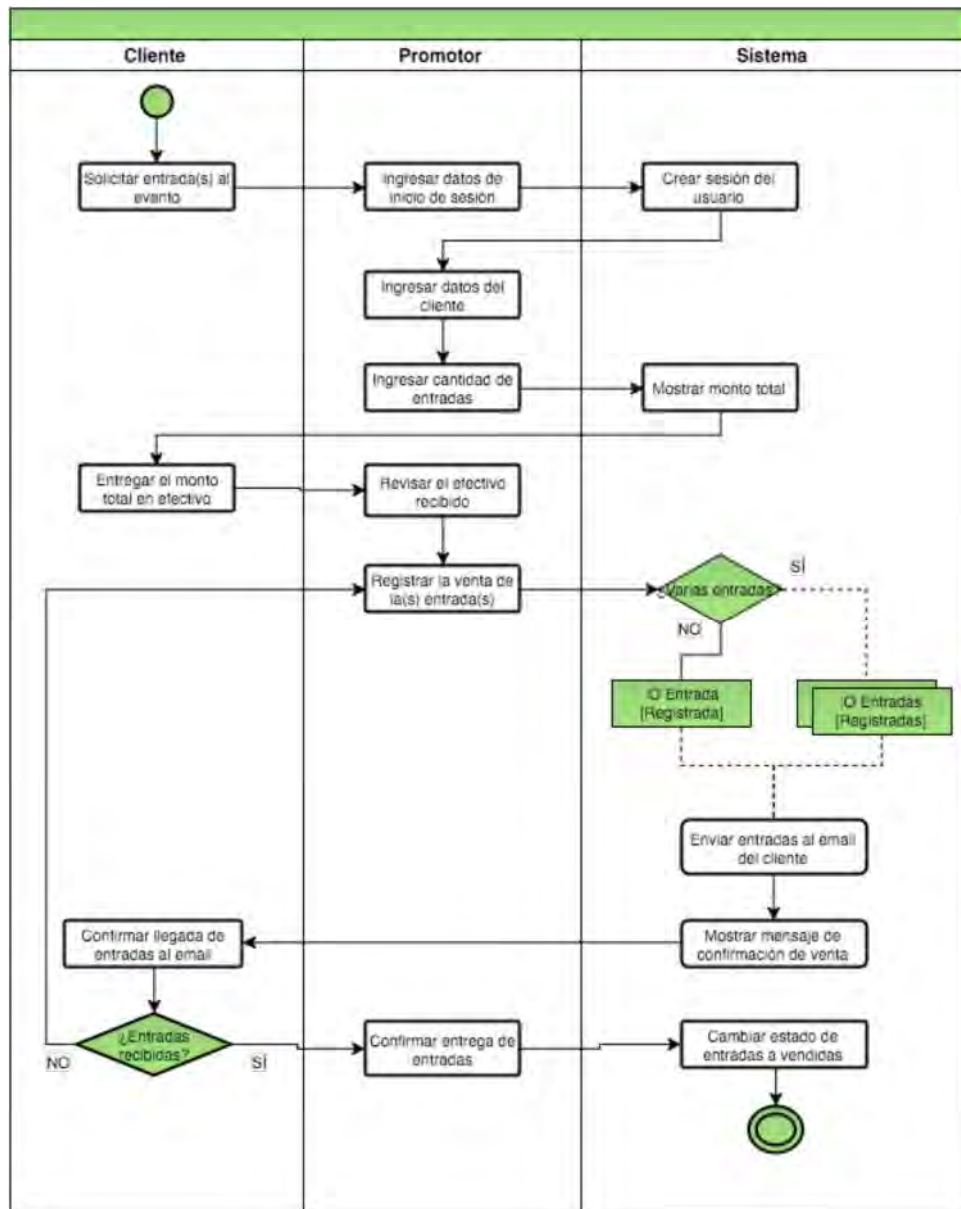 Cliente
Promotor
Sistema
Solicitar entrada(s) al
evento
Ingresar datos de
inicio de sesión
Crear sesión del
usuario
Ingresar datos del
cliente
Ingresar cantidad de
entradas
Mostrar monto total
Entregar el monto
total en efectivo
Revisar el efectivo
recibido
Registrar la venta de
la(s) entrada(s)
¿Varias entradas?
SÍ
NO
:O Entrada
[Registrada]
:O Entradas
[Registradas]
Enviar entradas al email
del cliente
Mostrar mensaje de
confirmación de venta
Confirmar llegada de
entradas al email
¿Entradas
recibidas?
NO
SÍ
Confirmar entrega de
entradas
Cambiar estado de
entradas a vendidas